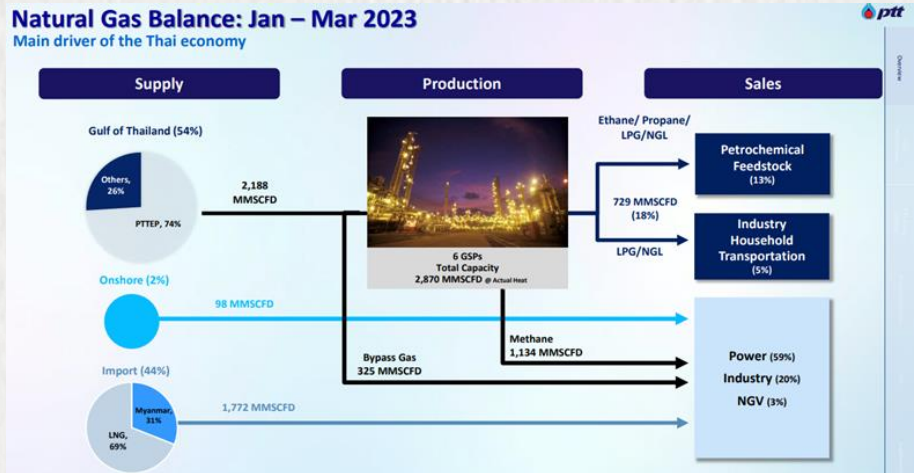 Natural Gas Balance: Jan – Mar 2023
Main driver of the Thai economy
ptt
Overview
Supply
Production
Sales
Gulf of Thailand (54%)
Others,
26%
PTTEP, 74%
2,188
MMSCFD
6 GSPs
Total Capacity
2,870 MMSCFD @ Actual Heat
Ethane/ Propane/
LPG/NGL
729 MMSCFD
(18%)
LPG/NGL
Petrochemical
Feedstock
(13%)
Industry
Household
Transportation
(5%)
Onshore (2%)
98 MMSCFD
Methane
1,134 MMSCFD
Bypass Gas
325 MMSCFD
Import (44%)
Myanmar,
31%
LNG,
69%
1,772 MMSCFD
Power (59%)
Industry (20%)
NGV (3%)